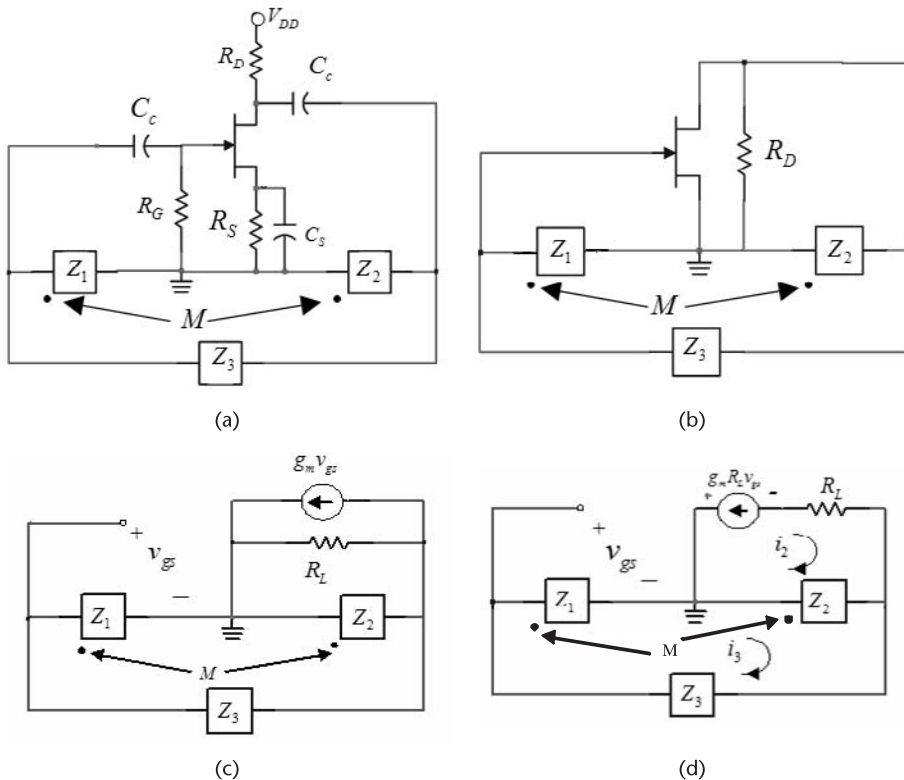 V_DD
R_D
C_c
C_c
R_G
R_S
C_s
Z_1
Z_2
M
Z_3
(a)
R_D
Z_1
Z_2
M
Z_3
(b)
g_m v_gs
+
v_gs
−
R_L
Z_1
Z_2
M
Z_3
(c)
g_m R_L v_gs
+
-
R_L
+
v_gs
−
i_2
Z_1
Z_2
M
i_3
Z_3
(d)